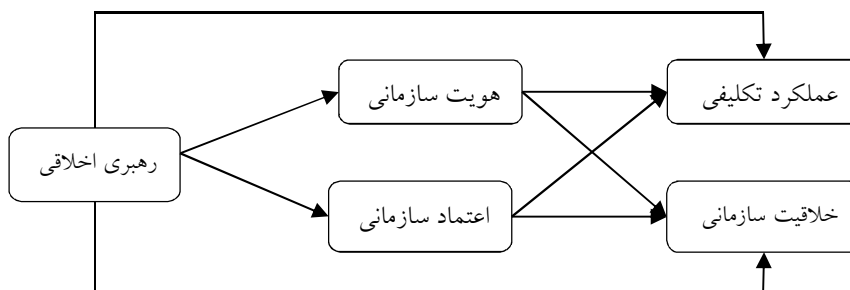 رهبری اخلاقی
هویت سازمانی
اعتماد سازمانی
عملکرد تکلیفی
خلاقیت سازمانی